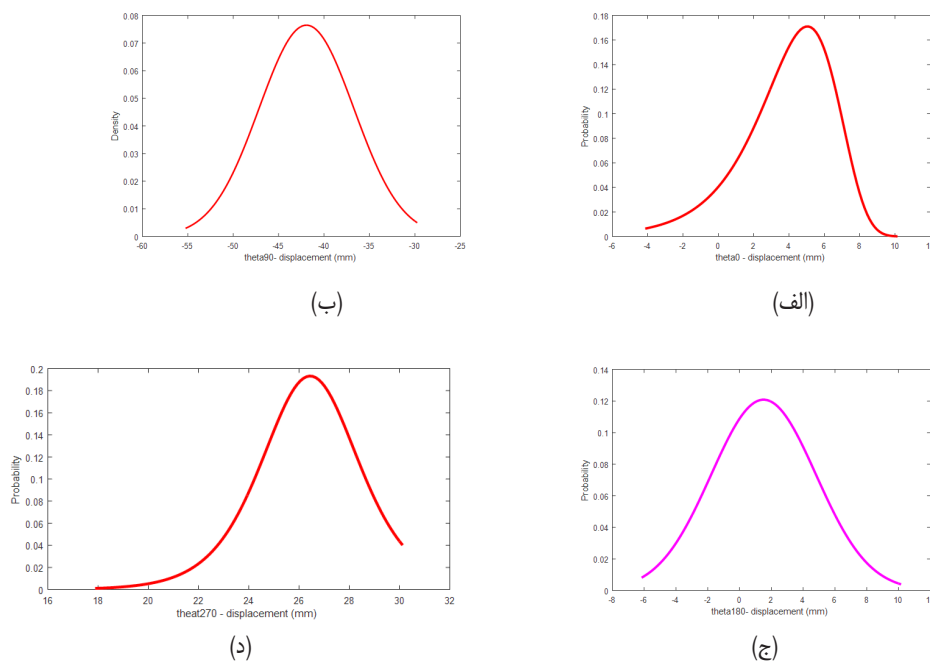 0.18
0.16
0.14
0.12
0.1
0.08
0.06
0.04
0.02
0
Probability
-6 -4 -2 0 2 4 6 8 10 12
theta0 - displacement (mm)
(الف)
0.08
0.07
0.06
0.05
0.04
0.03
0.02
0.01
0
Density
-60 -55 -50 -45 -40 -35 -30 -25
theta90- displacement (mm)
(ب)
0.14
0.12
0.1
0.08
0.06
0.04
0.02
0
Probability
-8 -6 -4 -2 0 2 4 6 8 10
theta180- displacement (mm)
(ج)
0.2
0.18
0.16
0.14
0.12
0.1
0.08
0.06
0.04
0.02
0
Probability
16 18 20 22 24 26 28 30 32
theat270 - displacement (mm)
(د)